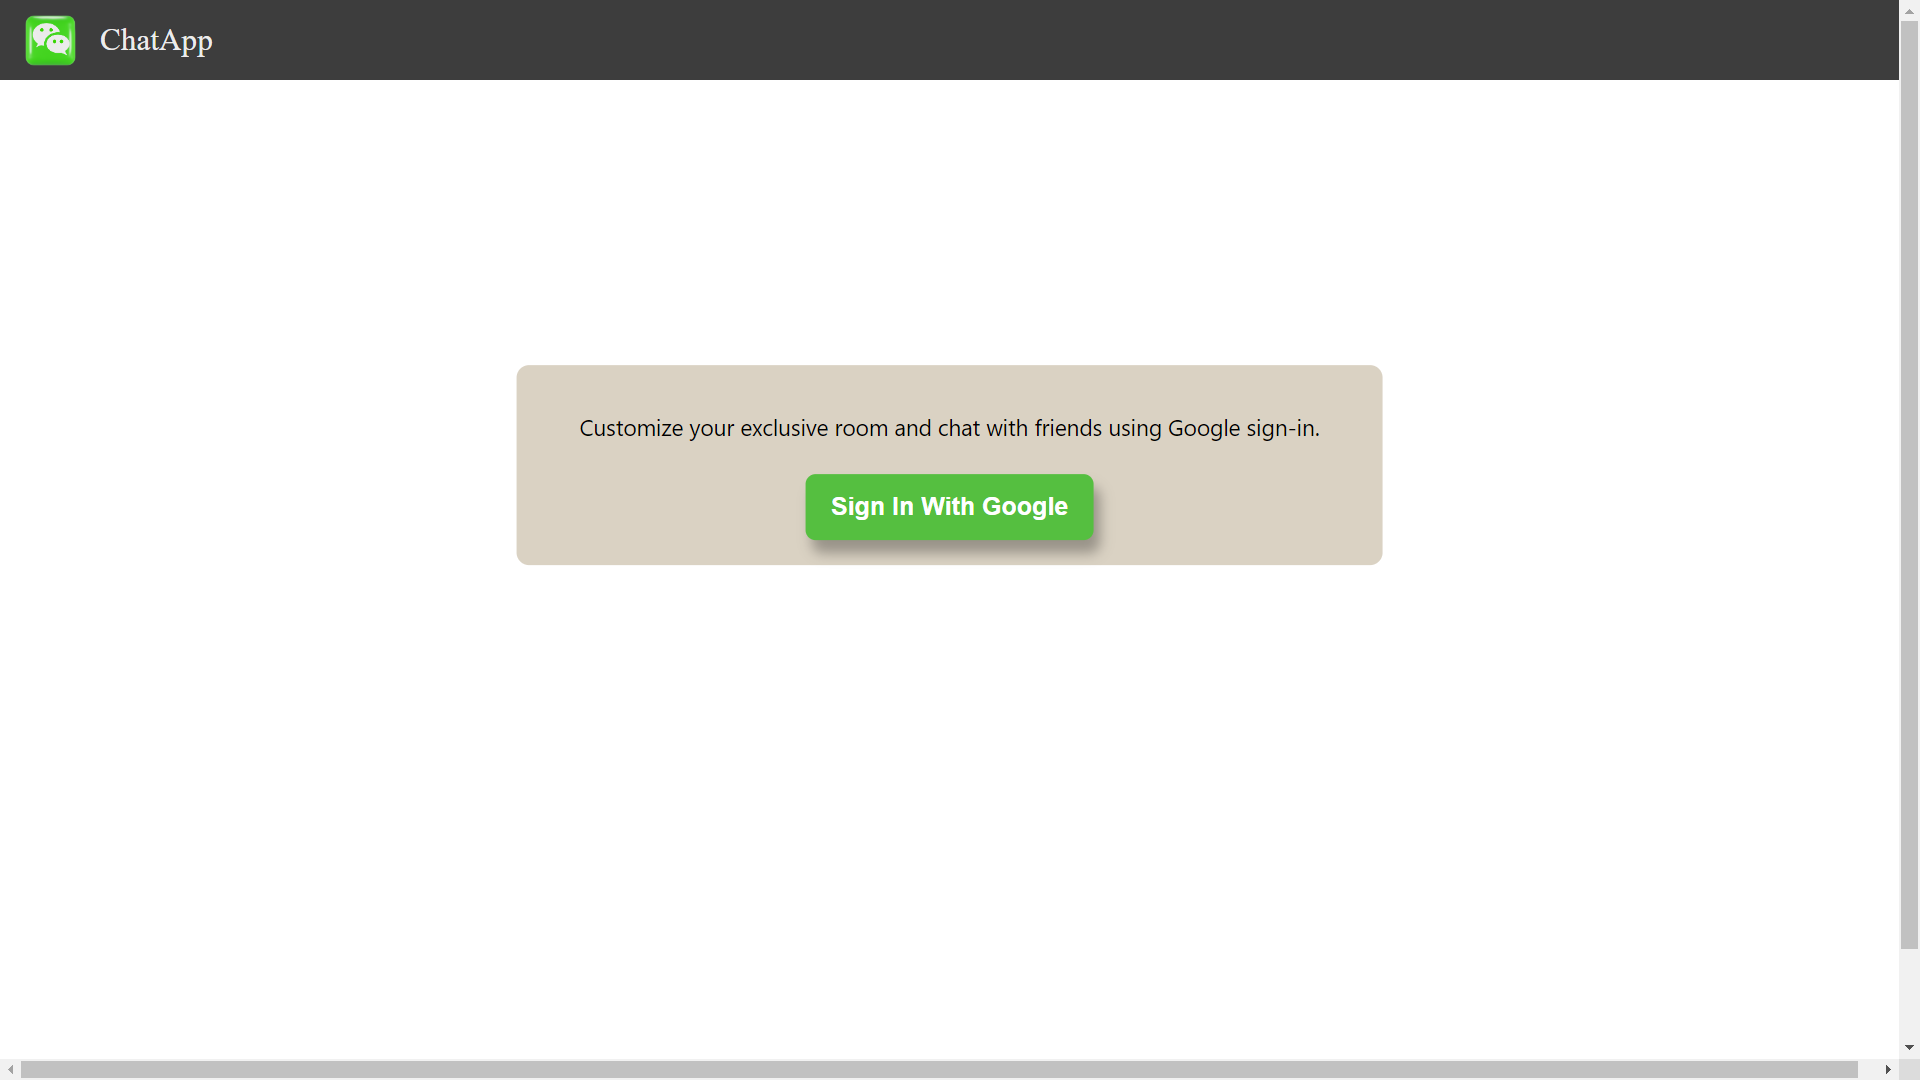 ChatApp
Customize your exclusive room and chat with friends using Google sign-in.
Sign In With Google